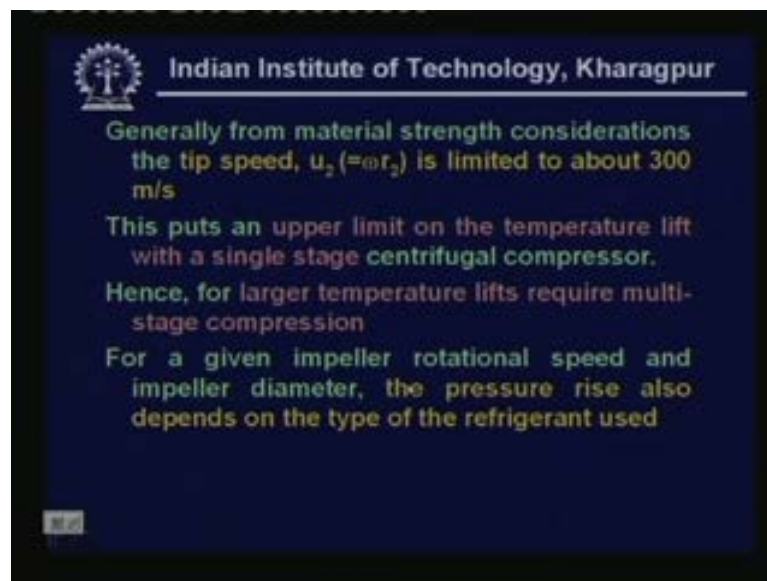 Indian Institute of Technology, Kharagpur
Generally from material strength considerations
the tip speed, u₂ (=ωr₂) is limited to about 300
m/s
This puts an upper limit on the temperature lift
with a single stage centrifugal compressor.
Hence, for larger temperature lifts require multi-
stage compression
For a given impeller rotational speed and
impeller diameter, the pressure rise also
depends on the type of the refrigerant used